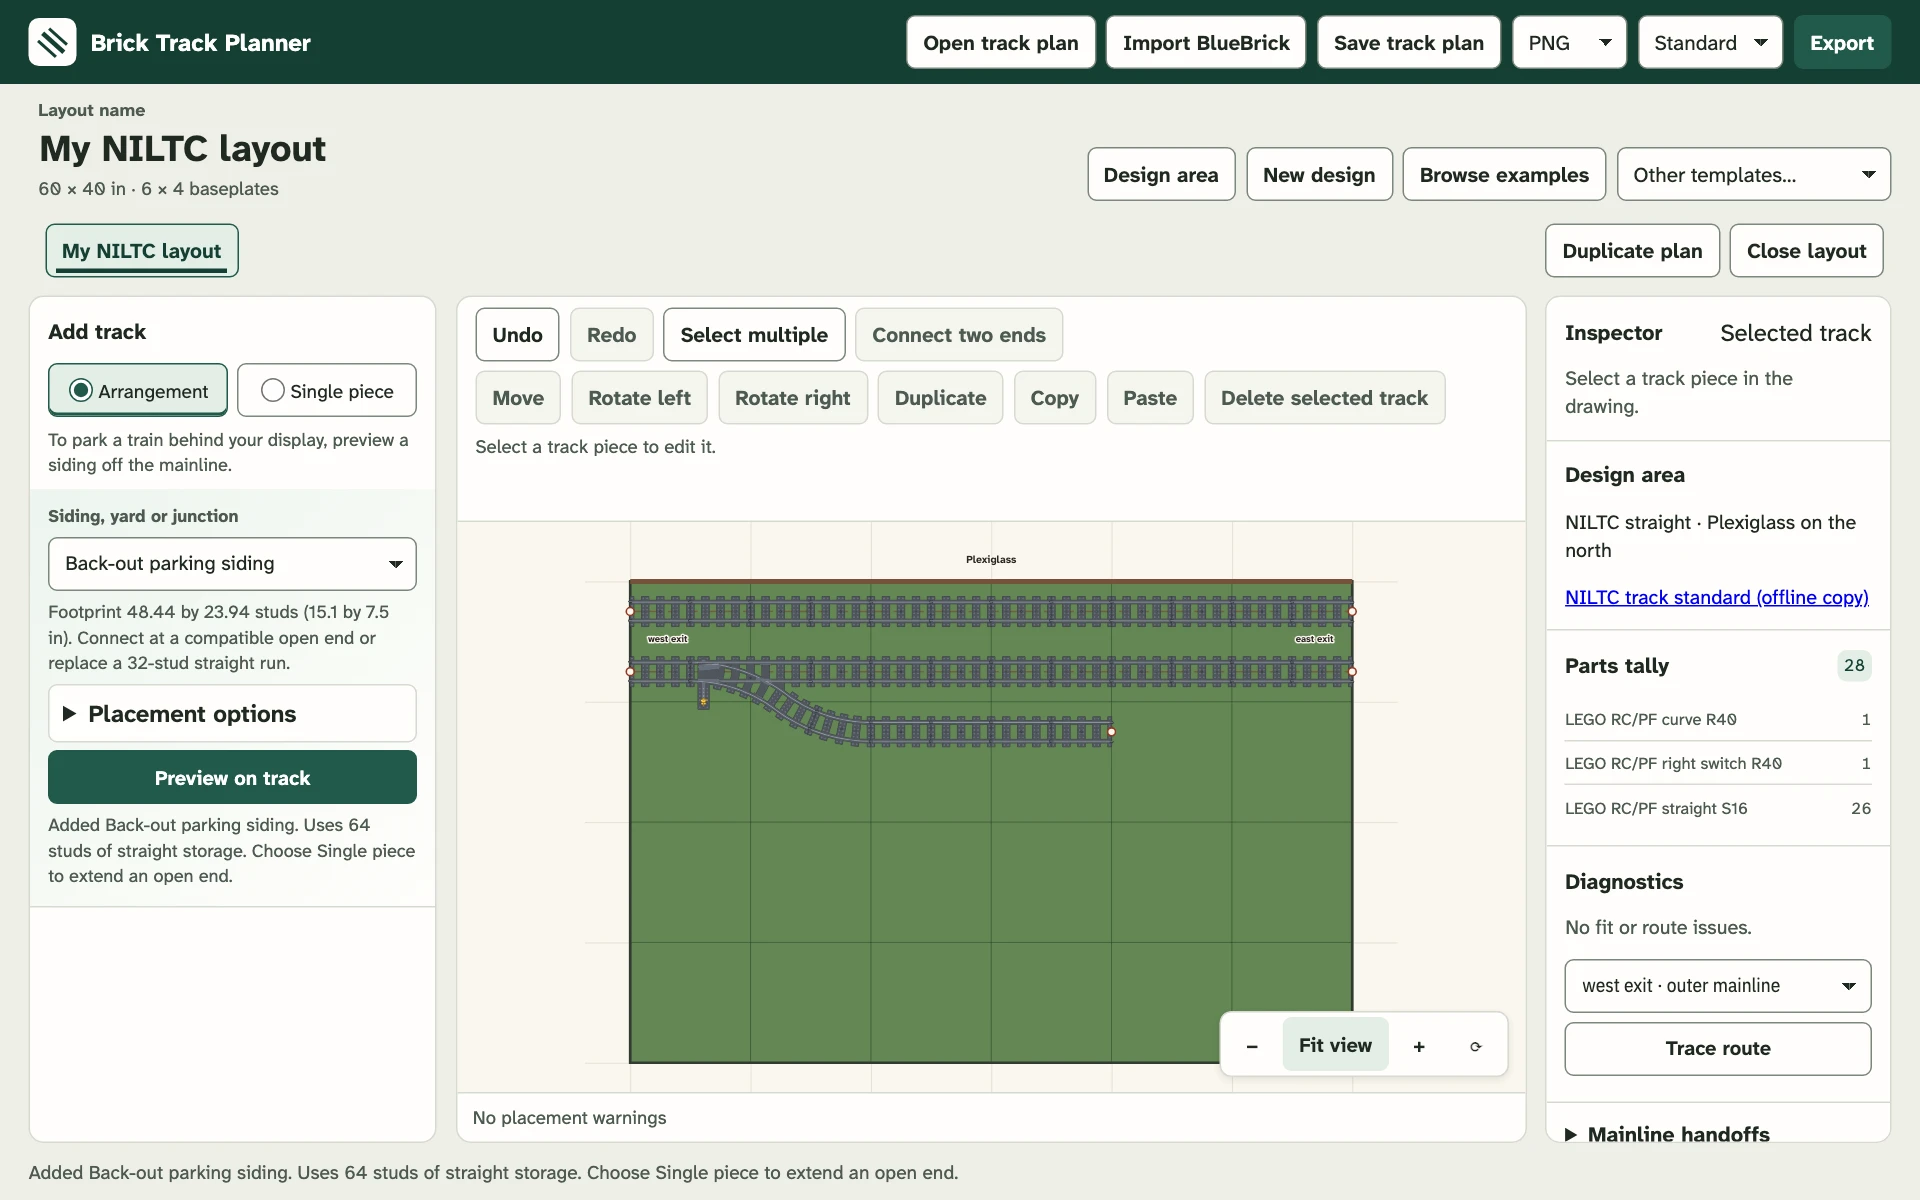 Brick Track Planner
Open track plan
Import BlueBrick
Save track plan
PNG
Standard
Export
Layout name
My NILTC layout
60 × 40 in · 6 × 4 baseplates
Design area
New design
Browse examples
Other templates...
My NILTC layout
Duplicate plan
Close layout
Add track
Arrangement
Single piece
To park a train behind your display, preview a
siding off the mainline.
Siding, yard or junction
Back-out parking siding
Footprint 48.44 by 23.94 studs (15.1 by 7.5
in). Connect at a compatible open end or
replace a 32-stud straight run.
Placement options
Preview on track
Added Back-out parking siding. Uses 64
studs of straight storage. Choose Single piece
to extend an open end.
Undo
Redo
Select multiple
Connect two ends
Move
Rotate left
Rotate right
Duplicate
Copy
Paste
Delete selected track
Select a track piece to edit it.
Plexiglass
west exit
east exit
−
Fit view
+
⟳
No placement warnings
Inspector
Selected track
Select a track piece in the
drawing.
Design area
NILTC straight · Plexiglass on the
north
NILTC track standard (offline copy)
Parts tally
28
LEGO RC/PF curve R40
1
LEGO RC/PF right switch R40
1
LEGO RC/PF straight S16
26
Diagnostics
No fit or route issues.
west exit · outer mainline
Trace route
Mainline handoffs
Added Back-out parking siding. Uses 64 studs of straight storage. Choose Single piece to extend an open end.